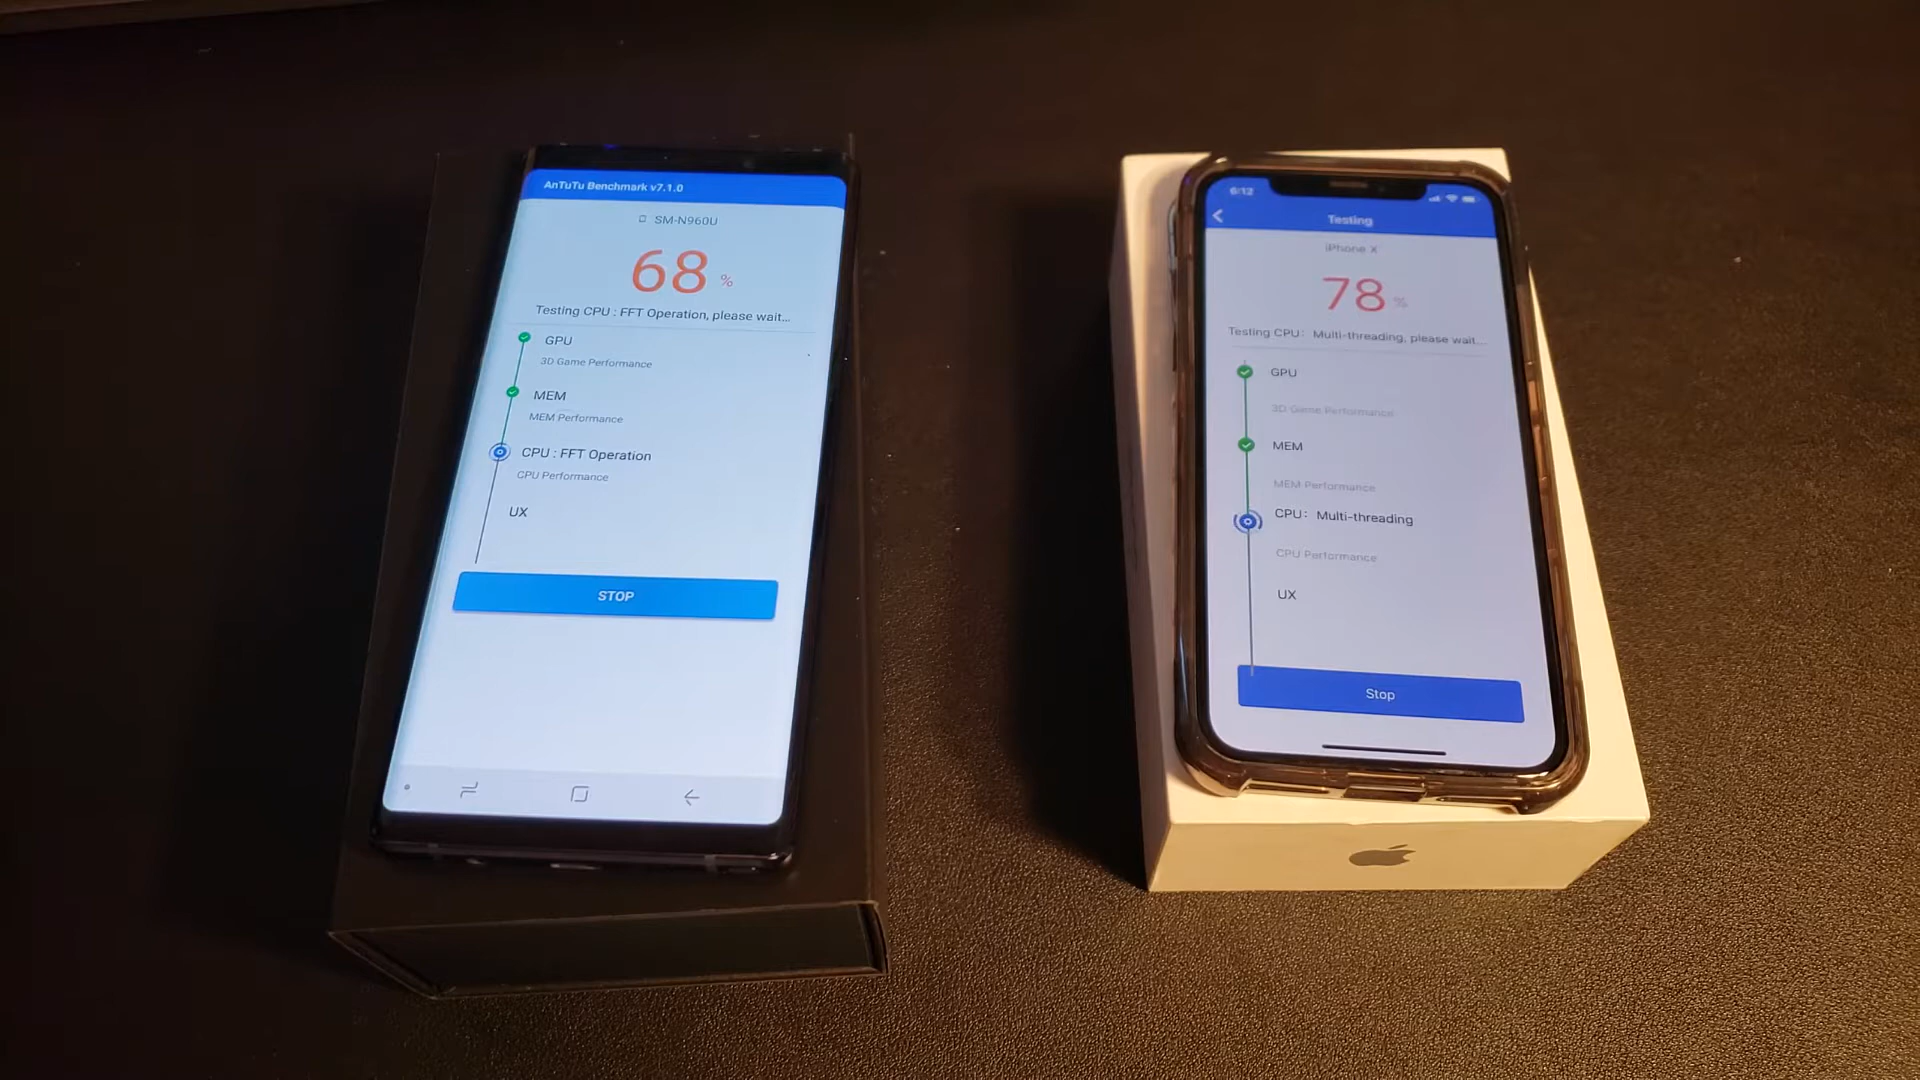 AnTuTu Benchmark v7.1.0
SM-N960U
68 %
Testing CPU : FFT Operation, please wait...
GPU
3D Game Performance
MEM
MEM Performance
CPU : FFT Operation
CPU Performance
UX
STOP
6:12
Testing
iPhone X
78 %
Testing CPU: Multi-threading, please wait...
GPU
3D Game Performance
MEM
MEM Performance
CPU: Multi-threading
CPU Performance
UX
Stop